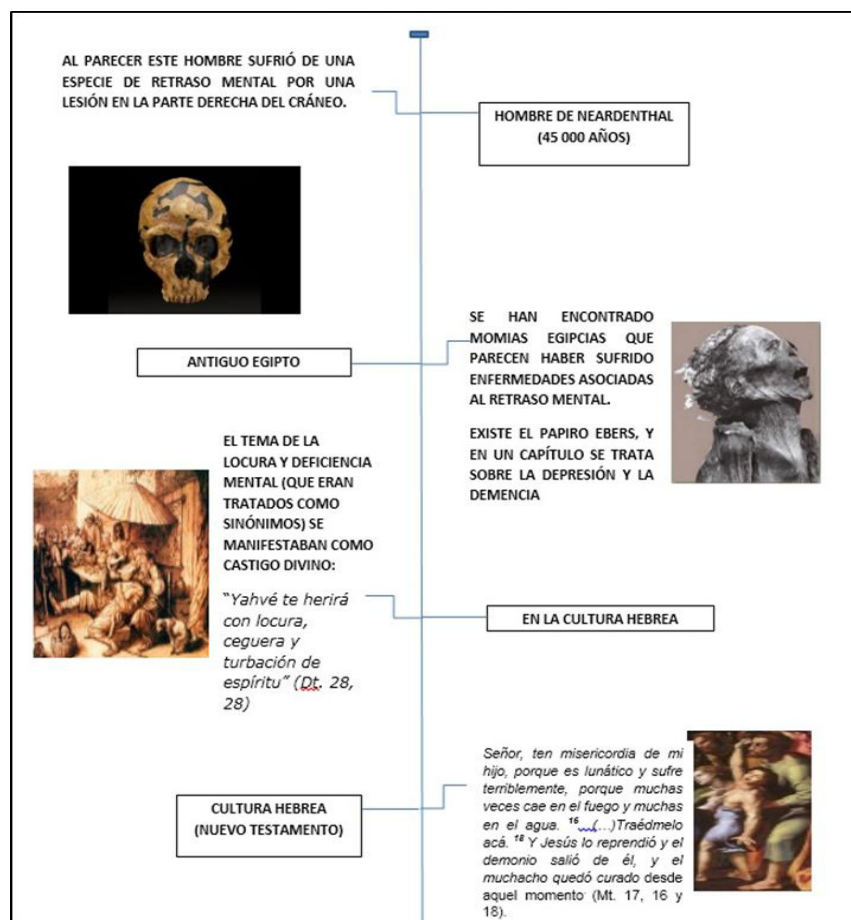 AL PARECER ESTE HOMBRE SUFRIÓ DE UNA
ESPECIE DE RETRASO MENTAL POR UNA
LESIÓN EN LA PARTE DERECHA DEL CRÁNEO.
HOMBRE DE NEARDENTHAL
(45 000 AÑOS)
SE HAN ENCONTRADO
MOMIAS EGIPCIAS QUE
PARECEN HABER SUFRIDO
ENFERMEDADES ASOCIADAS
AL RETRASO MENTAL.
EXISTE EL PAPIRO EBERS, Y
EN UN CAPÍTULO SE TRATA
SOBRE LA DEPRESIÓN Y LA
DEMENCIA
ANTIGUO EGIPTO
EL TEMA DE LA
LOCURA Y DEFICIENCIA
MENTAL (QUE ERAN
TRATADOS COMO
SINÓNIMOS) SE
MANIFESTABAN COMO
CASTIGO DIVINO:
"Yahvé te herirá
con locura,
ceguera y
turbación de
espíritu" (Dt. 28,
28)
EN LA CULTURA HEBREA
Señor, ten misericordia de mi
hijo, porque es lunático y sufre
terriblemente, porque muchas
veces cae en el fuego y muchas
en el agua. 16 (...)Traédmelo
acá. 18 Y Jesús lo reprendió y el
demonio salió de él, y el
muchacho quedó curado desde
aquel momento (Mt. 17, 16 y
18).
CULTURA HEBREA
(NUEVO TESTAMENTO)